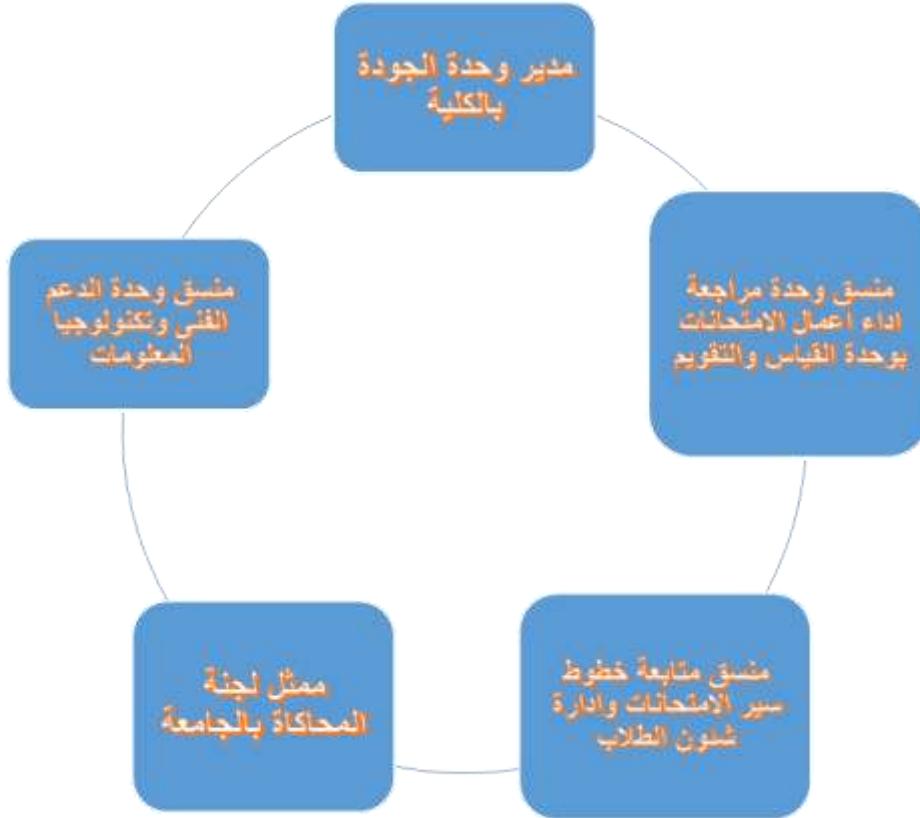 مدير وحدة الجودة
بالكلية
منسق وحدة مراجعة
اداء أعمال الامتحانات
بوحدة القياس والتقويم
منسق متابعة خطوط
سير الامتحانات وادارة
شئون الطلاب
ممثل لجنة
المحاكاة بالجامعة
منسق وحدة الدعم
الفني وتكنولوجيا
المعلومات